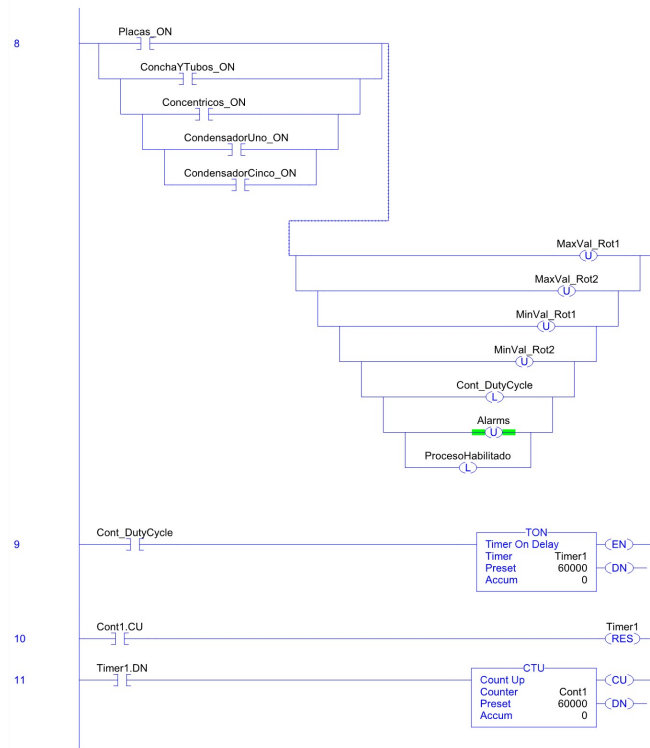 8
Placas_ON
ConchaYTubos_ON
Concentricos_ON
CondensadorUno_ON
CondensadorCinco_ON
MaxVal_Rot1
U
MaxVal_Rot2
U
MinVal_Rot1
U
MinVal_Rot2
U
Cont_DutyCycle
L
Alarms
U
ProcesoHabilitado
L
9
Cont_DutyCycle
TON
Timer On Delay
Timer Timer1
Preset 60000
Accum 0
EN
DN
10
Cont1.CU
Timer1
RES
11
Timer1.DN
CTU
Count Up
Counter Cont1
Preset 60000
Accum 0
CU
DN